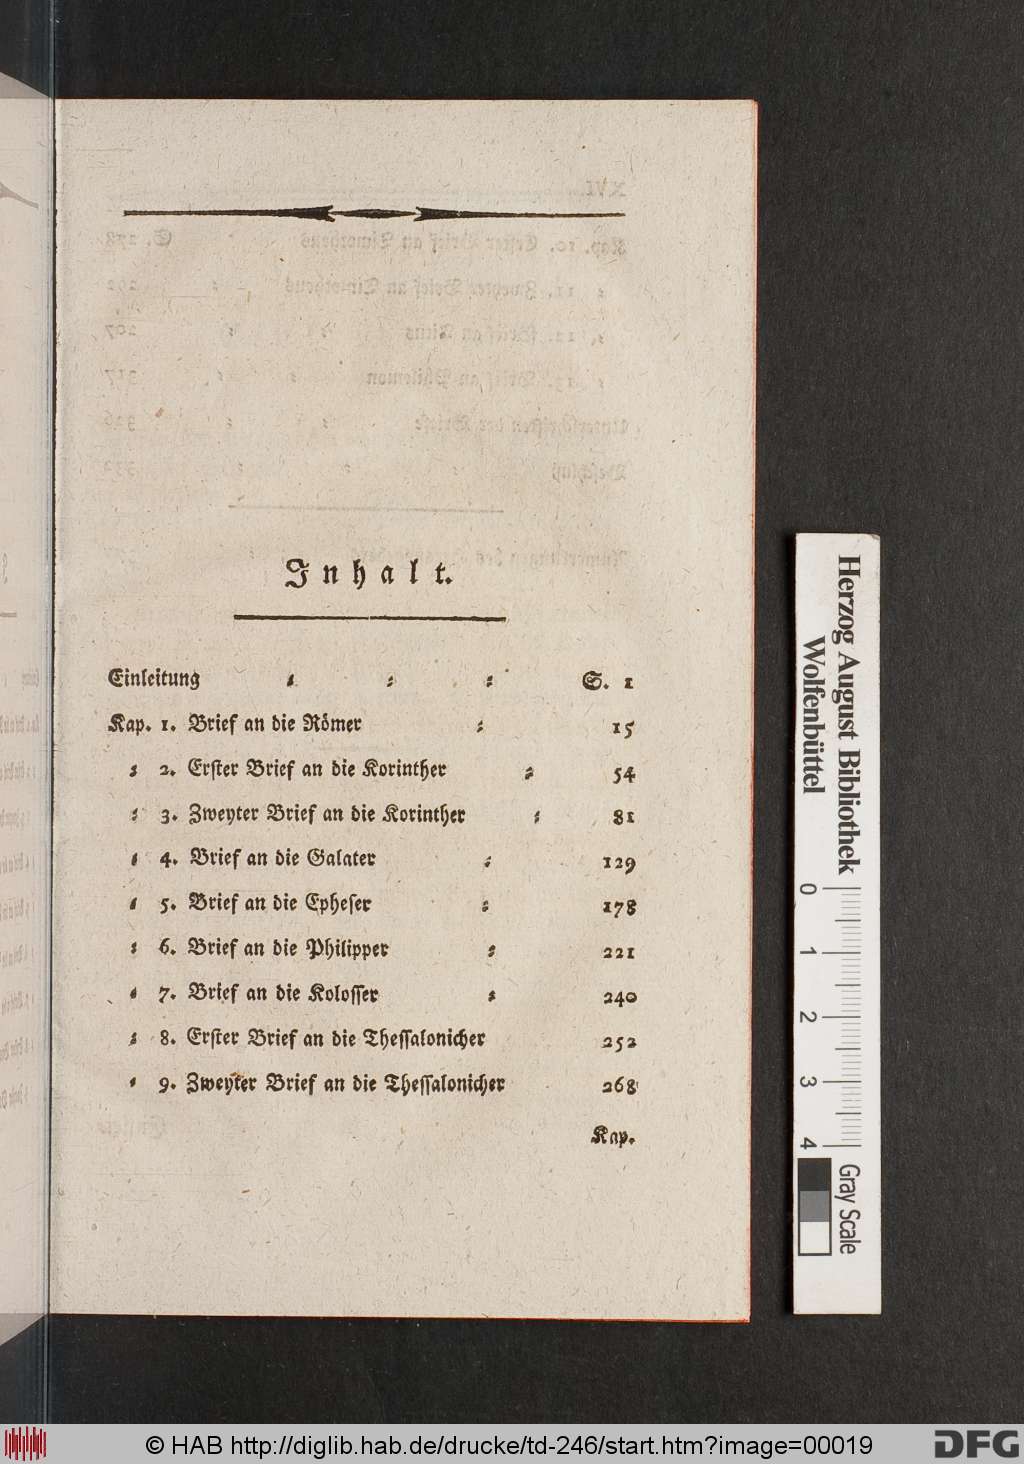 Inhalt.
Einleitung ⸗ ⸗ ⸗ S. 1
Kap. 1. Brief an die Römer ⸗ 15
⸗ 2. Erster Brief an die Korinther ⸗ 54
⸗ 3. Zweyter Brief an die Korinther ⸗ 81
⸗ 4. Brief an die Galater ⸗ 129
⸗ 5. Brief an die Epheser ⸗ 178
⸗ 6. Brief an die Philipper ⸗ 221
⸗ 7. Brief an die Kolosser ⸗ 240
⸗ 8. Erster Brief an die Thessalonicher 252
⸗ 9. Zweyter Brief an die Thessalonicher 268
Kap.
Herzog August Bibliothek
Wolfenbüttel
0 1 2 3 4
Gray Scale
© HAB http://diglib.hab.de/drucke/td-246/start.htm?image=00019
DFG